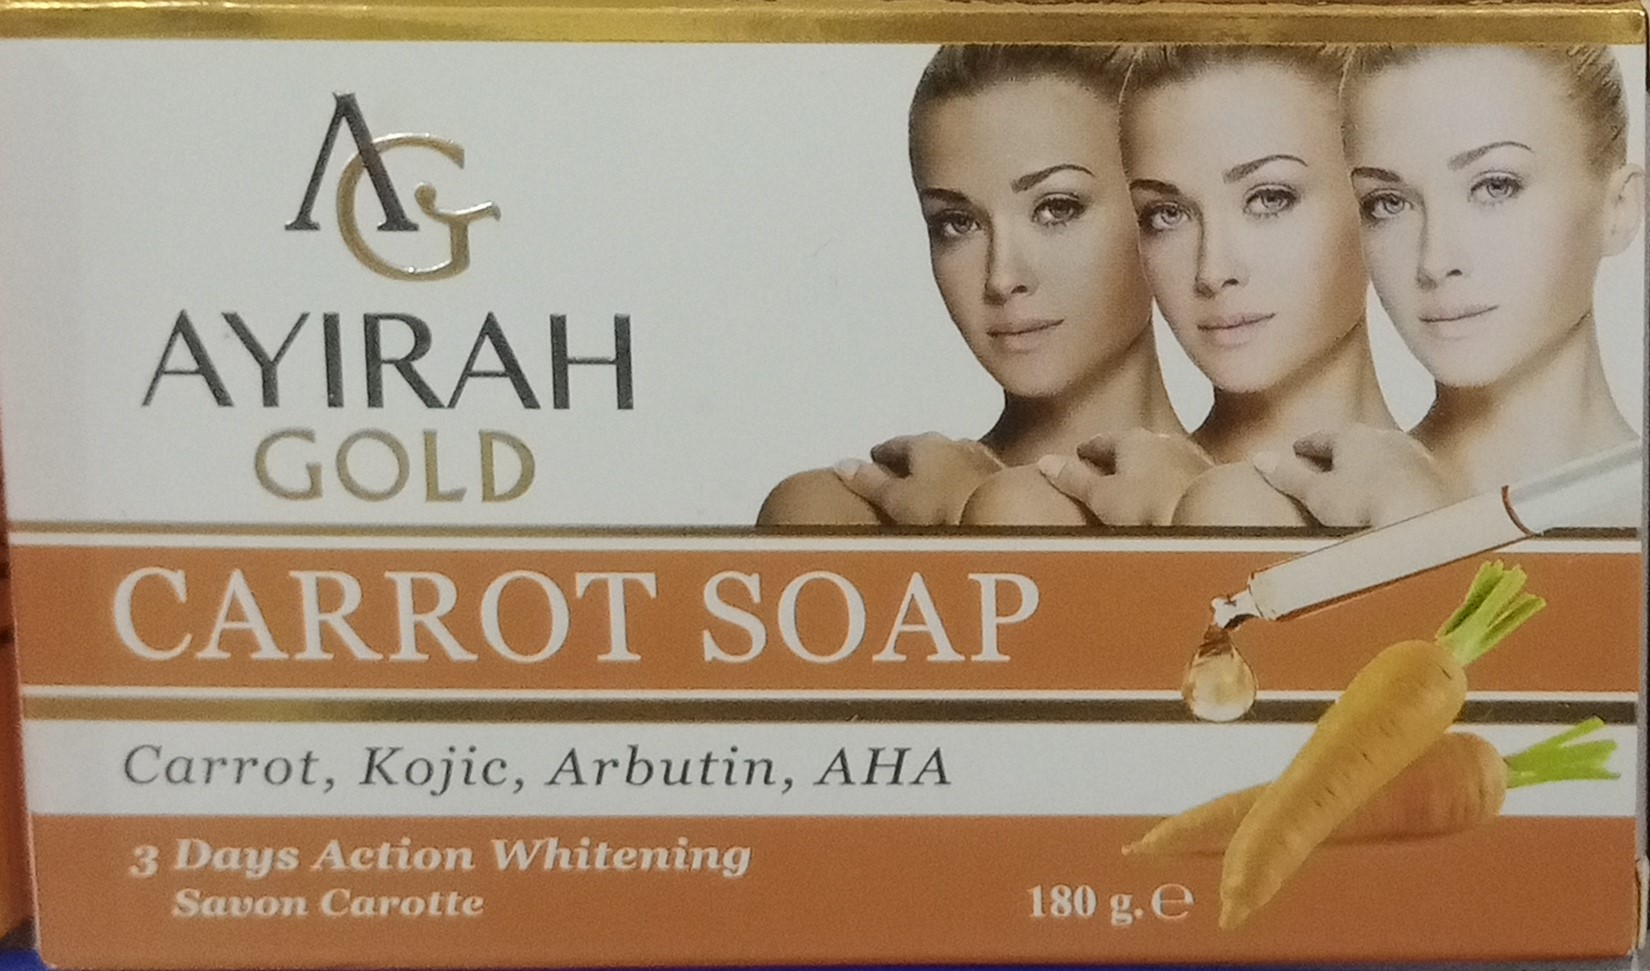 AG
AYIRAH
GOLD
CARROT SOAP
Carrot, Kojic, Arbutin, AHA
3 Days Action Whitening
Savon Carotte
180 g. ℮